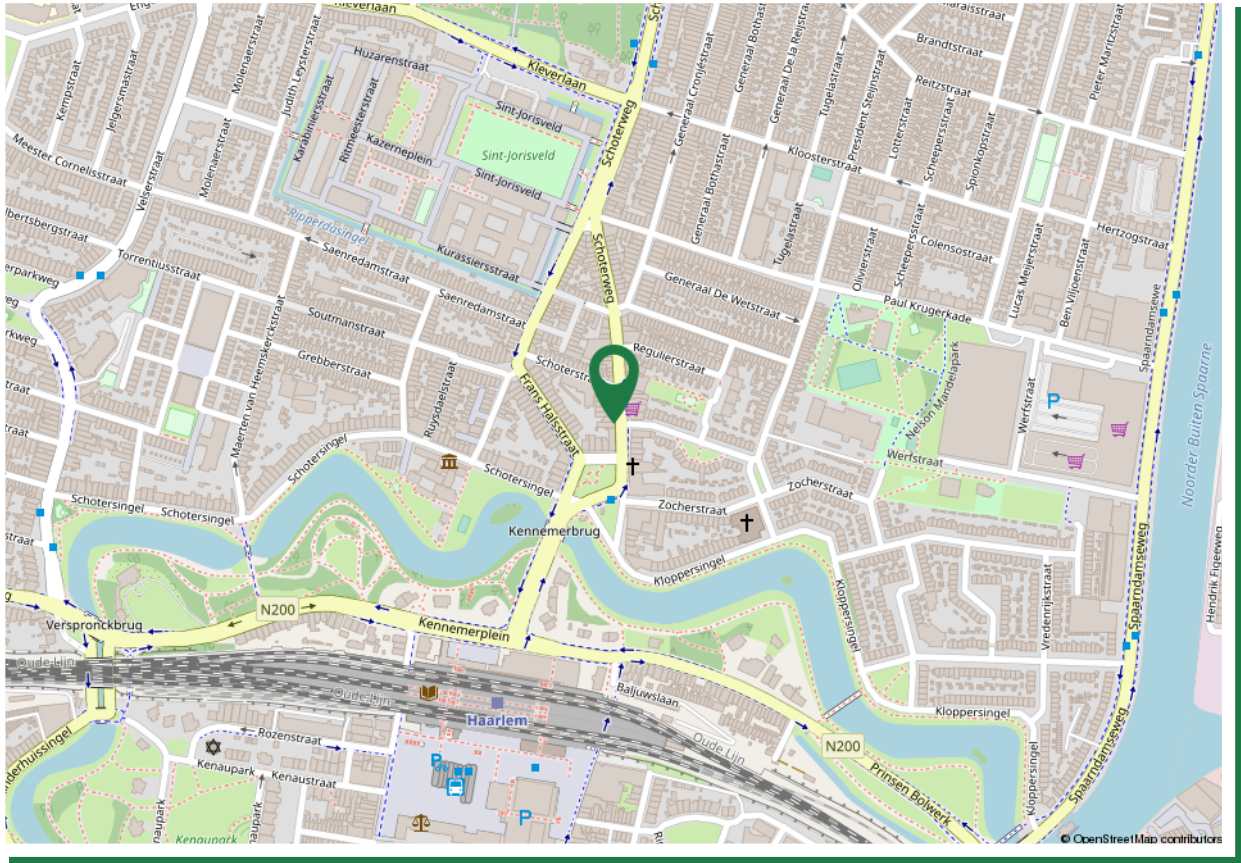 Kleverlaan
Huzarenstraat
Kleverlaan
Schoterweg
Generaal Cronjéstraat
Generaal Bothastraat
Generaal De la Reijstraat
Tugelastraat
President Steijnstraat
Brandtstraat
Reitzstraat
Pieter Maritzstraat
Kempstraat
Jelgersmastraat
Molenaerstraat
Judith Leysterstraat
Karabiniersstraat
Ritmeesterstraat
Kazerneplein
Sint-Jorisveld
Sint-Jorisveld
Sint-Jorisveld
Kloosterstraat
Lotterstraat
Scheepersstraat
Spionkopstraat
Meester Cornelisstraat
Velserstraat
Molenaerstraat
Ripperdasingel
Kurassiersstraat
Schoterweg
Generaal Bothastraat
Tugelastraat
Olivierstraat
Scheepersstraat
Colensostraat
Hertzogstraat
Lucas Meijerstraat
Ben Viljoenstraat
Torrentiusstraat
Saenredamstraat
Saenredamstraat
Generaal De Wetstraat
Paul Krugerkade
Soutmanstraat
Grebberstraat
Maerten van Heemskerckstraat
Ruysdaelstraat
Frans Halsstraat
Regulierstraat
Nelson Mandelapark
Werfstraat
Werfstraat
P
Spaarndamseweg
Noorder Buiten Spaarne
Schotersingel
Schotersingel
Schotersingel
Schotersingel
Kennemerbrug
Zocherstraat
Zocherstraat
Kloppersingel
Kloppersingel
Vredenrijkstraat
Hendrik Figeeweg
Verspronckbrug
N200
Kennemerplein
Oude Lijn
Oude Lijn
Haarlem
Baljuwslaan
Oude Lijn
N200
Prinsen Bolwerk
Kloppersingel
Kloppersingel
Spaarndamseweg
Rozenstraat
Kenaupark
Kenaustraat
Kenaupark
P
P
© OpenStreetMap contributors